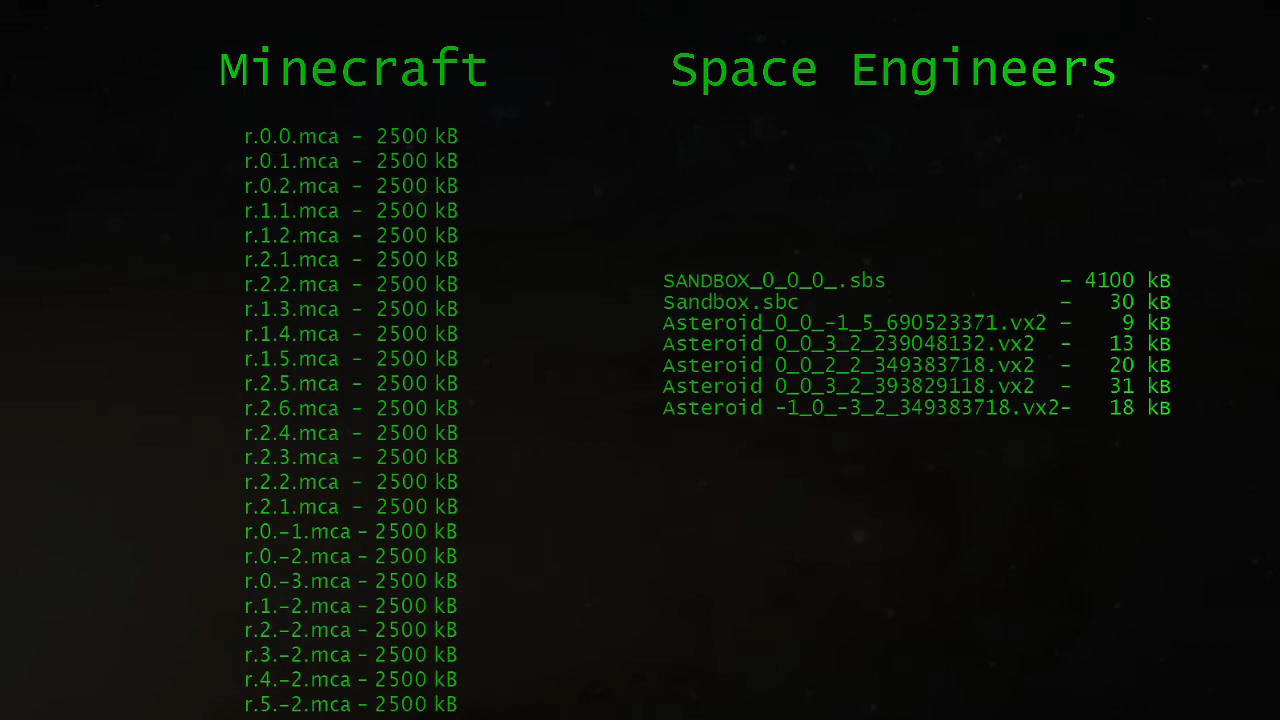 Minecraft
r.0.0.mca - 2500 kB
r.0.1.mca - 2500 kB
r.0.2.mca - 2500 kB
r.1.1.mca - 2500 kB
r.1.2.mca - 2500 kB
r.2.1.mca - 2500 kB
r.2.2.mca - 2500 kB
r.1.3.mca - 2500 kB
r.1.4.mca - 2500 kB
r.1.5.mca - 2500 kB
r.2.5.mca - 2500 kB
r.2.6.mca - 2500 kB
r.2.4.mca - 2500 kB
r.2.3.mca - 2500 kB
r.2.2.mca - 2500 kB
r.2.1.mca - 2500 kB
r.0.-1.mca - 2500 kB
r.0.-2.mca - 2500 kB
r.0.-3.mca - 2500 kB
r.1.-2.mca - 2500 kB
r.2.-2.mca - 2500 kB
r.3.-2.mca - 2500 kB
r.4.-2.mca - 2500 kB
r.5.-2.mca - 2500 kB
Space Engineers
SANDBOX_0_0_0_.sbs - 4100 kB
Sandbox.sbc - 30 kB
Asteroid_0_0_-1_5_690523371.vx2 - 9 kB
Asteroid 0_0_3_2_239048132.vx2 - 13 kB
Asteroid 0_0_2_2_349383718.vx2 - 20 kB
Asteroid 0_0_3_2_393829118.vx2 - 31 kB
Asteroid -1_0_-3_2_349383718.vx2- 18 kB